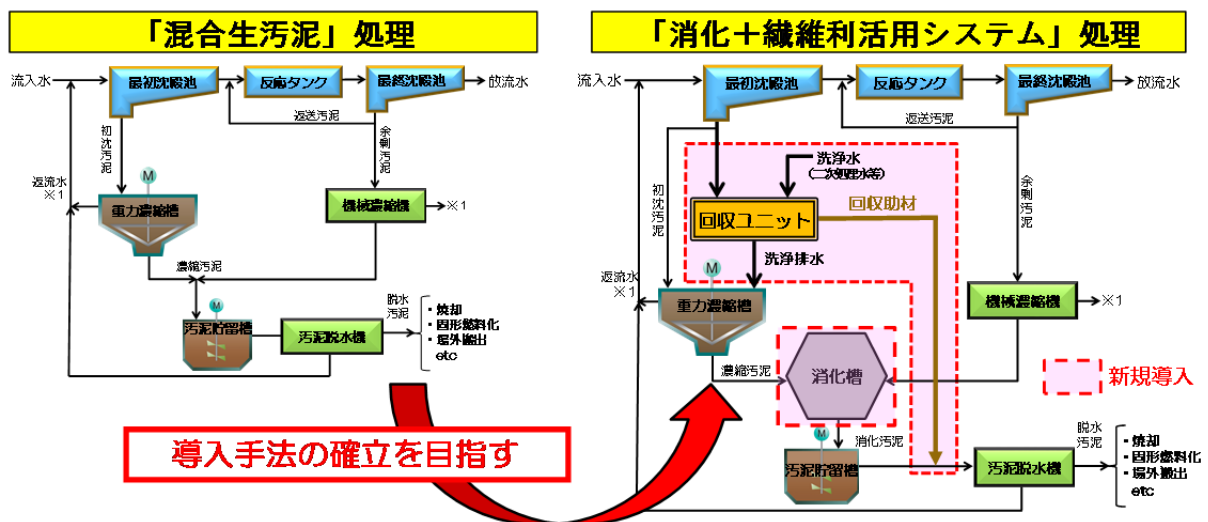 「混合生汚泥」処理
流入水
最初沈殿池
反応タンク
最終沈殿池
放流水
返送汚泥
初沈汚泥
余剰汚泥
返流水
※1
M
重力濃縮槽
機械濃縮機
※1
濃縮汚泥
M
汚泥貯留槽
汚泥脱水機
脱水
汚泥
・焼却
・固形燃料化
・場外搬出
etc
「消化+繊維利活用システム」処理
流入水
最初沈殿池
反応タンク
最終沈殿池
放流水
返送汚泥
初沈汚泥
余剰汚泥
洗浄水
(二次処理水等)
回収ユニット
回収助材
洗浄排水
返流水
※1
M
重力濃縮槽
機械濃縮機
※1
濃縮汚泥
消化槽
新規導入
M
消化汚泥
汚泥貯留槽
汚泥脱水機
脱水
汚泥
・焼却
・固形燃料化
・場外搬出
etc
導入手法の確立を目指す